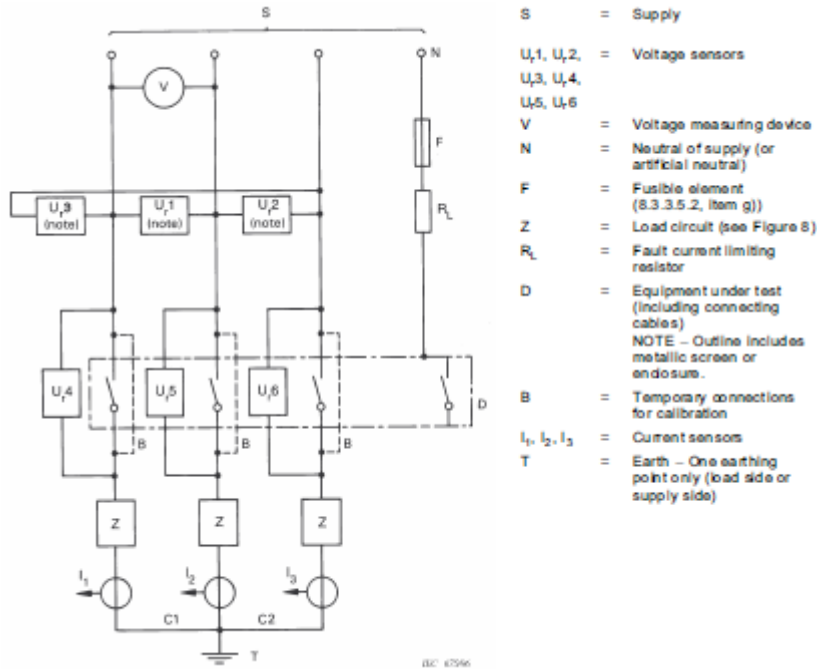 S
N
V
F
Ur3
(note)
Ur1
(note)
Ur2
(note)
RL
Ur4
Ur5
Ur6
D
B
B
B
Z
Z
Z
I1
I2
I3
C1
C2
T
S = Supply
Ur1, Ur2, = Voltage sensors
Ur3, Ur4,
Ur5, Ur6
V = Voltage measuring device
N = Neutral of supply (or
artificial neutral)
F = Fusible element
(8.3.3.5.2, item g))
Z = Load circuit (see Figure 8)
RL = Fault current limiting
resistor
D = Equipment under test
(including connecting
cables)
NOTE – Outline includes
metallic screen or
enclosure.
B = Temporary connections
for calibration
I1, I2, I3 = Current sensors
T = Earth – One earthing
point only (load side or
supply side)